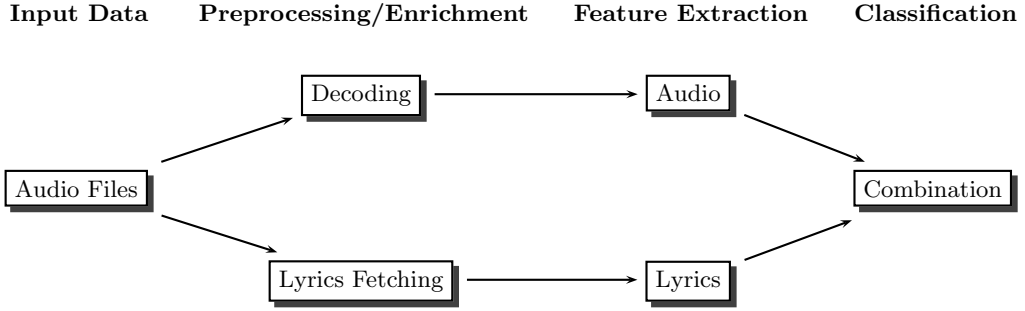 Input Data Preprocessing/Enrichment Feature Extraction Classification
Decoding Audio
Audio Files Combination
Lyrics Fetching Lyrics